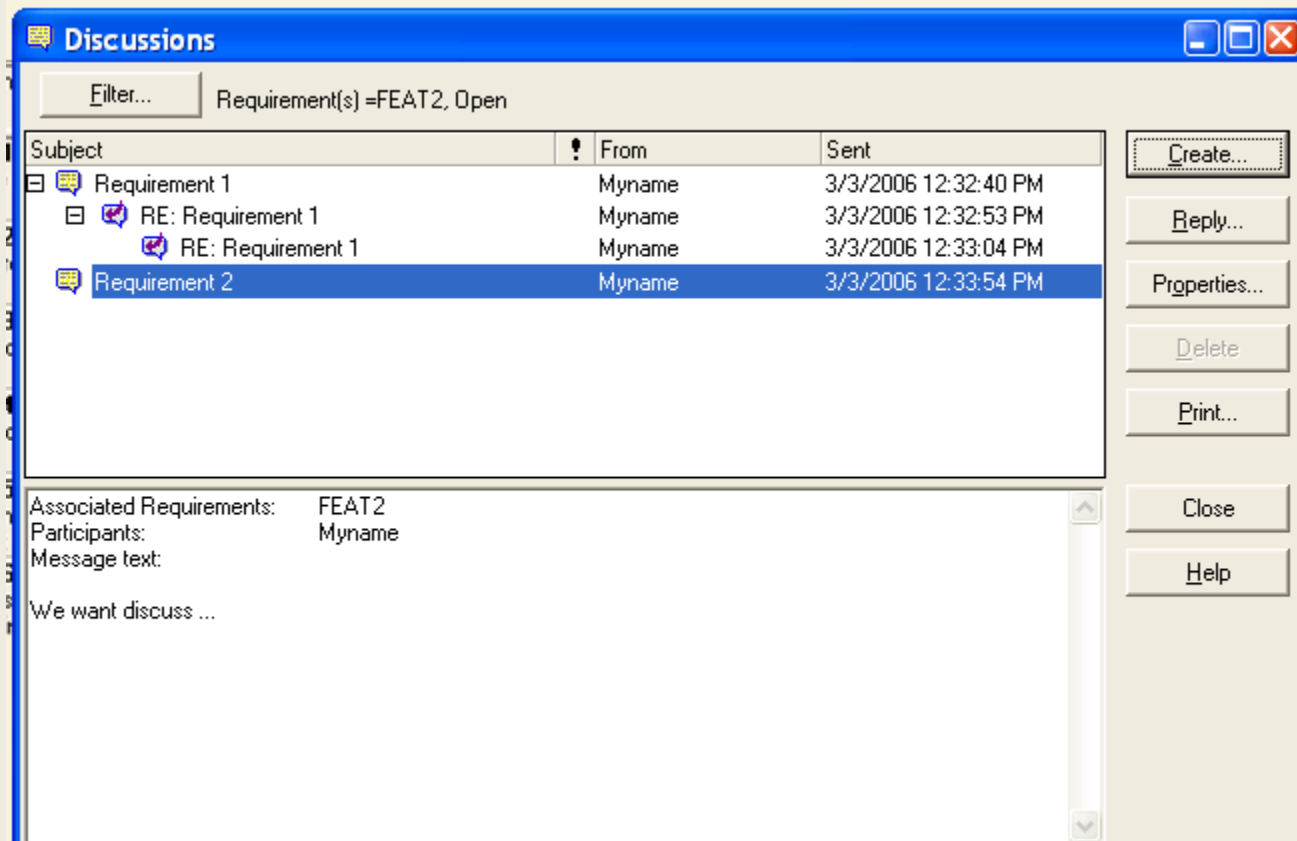 Discussions
Filter... Requirement(s) =FEAT2, Open
Subject ! From Sent
Requirement 1 Myname 3/3/2006 12:32:40 PM
RE: Requirement 1 Myname 3/3/2006 12:32:53 PM
RE: Requirement 1 Myname 3/3/2006 12:33:04 PM
Requirement 2 Myname 3/3/2006 12:33:54 PM
Create...
Reply...
Properties...
Delete
Print...
Close
Help
Associated Requirements: FEAT2
Participants: Myname
Message text:
We want discuss ...